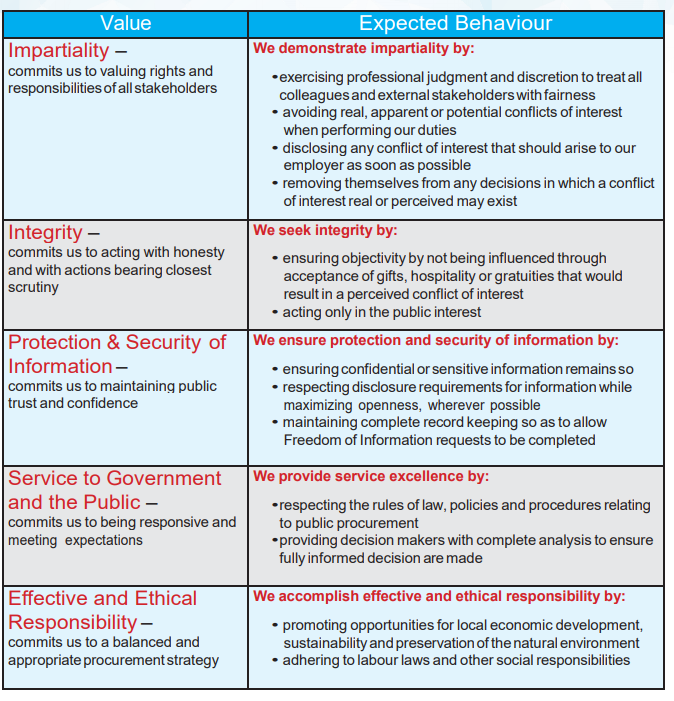 Value
Expected Behaviour
Impartiality –
commits us to valuing rights and
responsibilities of all stakeholders
We demonstrate impartiality by:
•exercising professional judgment and discretion to treat all
colleagues and external stakeholders with fairness
• avoiding real, apparent or potential conflicts of interest
when performing our duties
• disclosing any conflict of interest that should arise to our
employer as soon as possible
• removing themselves from any decisions in which a conflict
of interest real or perceived may exist
Integrity –
commits us to acting with honesty
and with actions bearing closest
scrutiny
We seek integrity by:
• ensuring objectivity by not being influenced through
acceptance of gifts, hospitality or gratuities that would
result in a perceived conflict of interest
• acting only in the public interest
Protection & Security of
Information –
commits us to maintaining public
trust and confidence
We ensure protection and security of information by:
• ensuring confidential or sensitive information remains so
• respecting disclosure requirements for information while
maximizing openness, wherever possible
• maintaining complete record keeping so as to allow
Freedom of Information requests to be completed
Service to Government
and the Public –
commits us to being responsive and
meeting expectations
We provide service excellence by:
•respecting the rules of law, policies and procedures relating
to public procurement
•providing decision makers with complete analysis to ensure
fully informed decision are made
Effective and Ethical
Responsibility –
commits us to a balanced and
appropriate procurement strategy
We accomplish effective and ethical responsibility by:
• promoting opportunities for local economic development,
sustainability and preservation of the natural environment
• adhering to labour laws and other social responsibilities